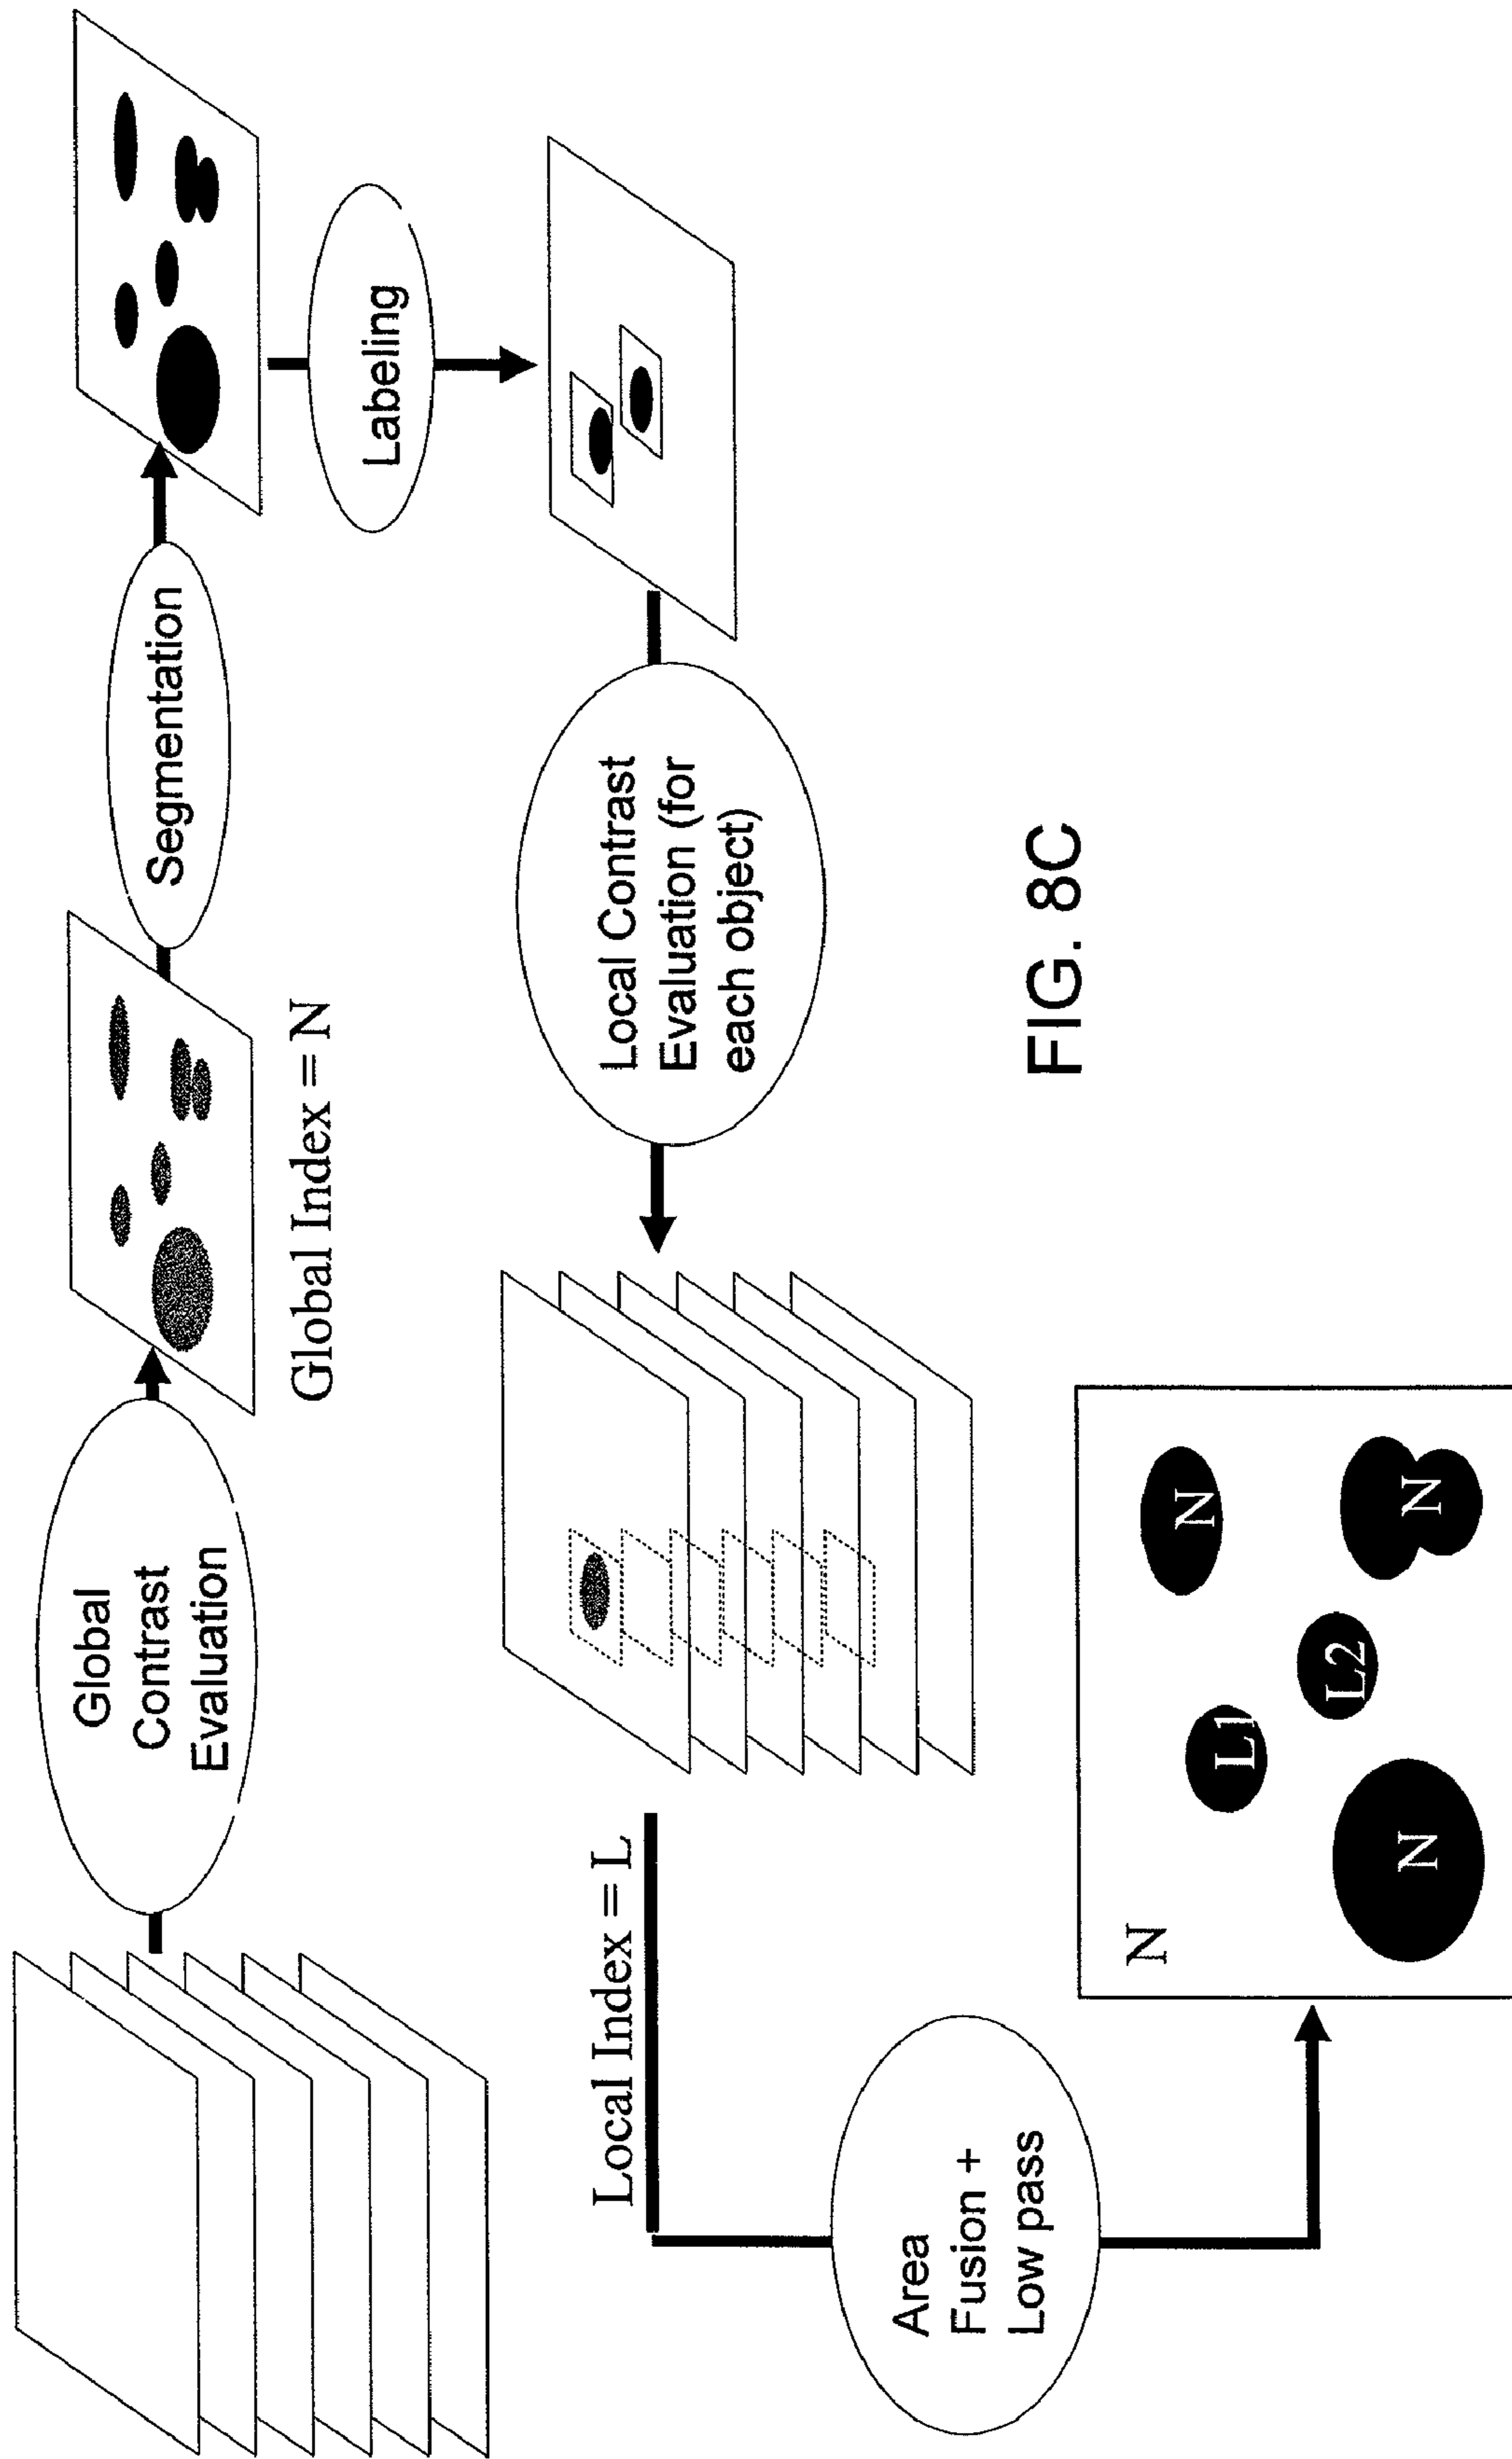 Global
Contrast
Evaluation
Global Index = N
Segmentation
Labeling
Local Contrast
Evaluation (for
each object)
Local Index = L
Area
Fusion +
Low pass
N
N
L1
L2
N
N
FIG. 8C